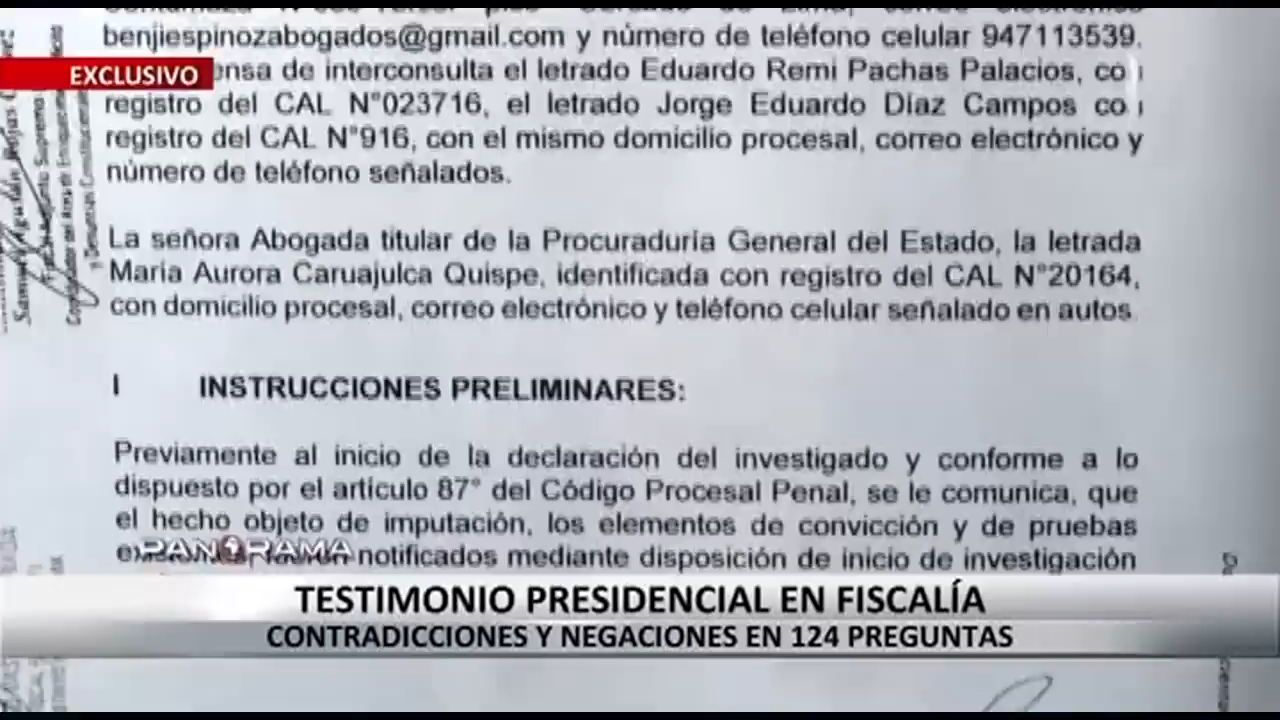 benjiespinozabogados@gmail.com y número de teléfono celular 947113539.
EXCLUSIVO
de interconsulta el letrado Eduardo Remi Pachas Palacios, co
registro del CAL N°023716, el letrado Jorge Eduardo Díaz Campos co
registro del CAL N°916, con el mismo domicilio procesal, correo electrónico y
número de teléfono señalados.
La señora Abogada titular de la Procuraduría General del Estado, la letrada
María Aurora Caruajulca Quispe, identificada con registro del CAL N°20164,
con domicilio procesal, correo electrónico y teléfono celular señalado en autos
I INSTRUCCIONES PRELIMINARES:
Previamente al inicio de la declaración del investigado y conforme a lo
dispuesto por el artículo 87° del Código Procesal Penal, se le comunica, que
el hecho objeto de imputación, los elementos de convicción y de pruebas
notificados mediante disposición de inicio de investigación
PANORAMA
TESTIMONIO PRESIDENCIAL EN FISCALÍA
CONTRADICCIONES Y NEGACIONES EN 124 PREGUNTAS